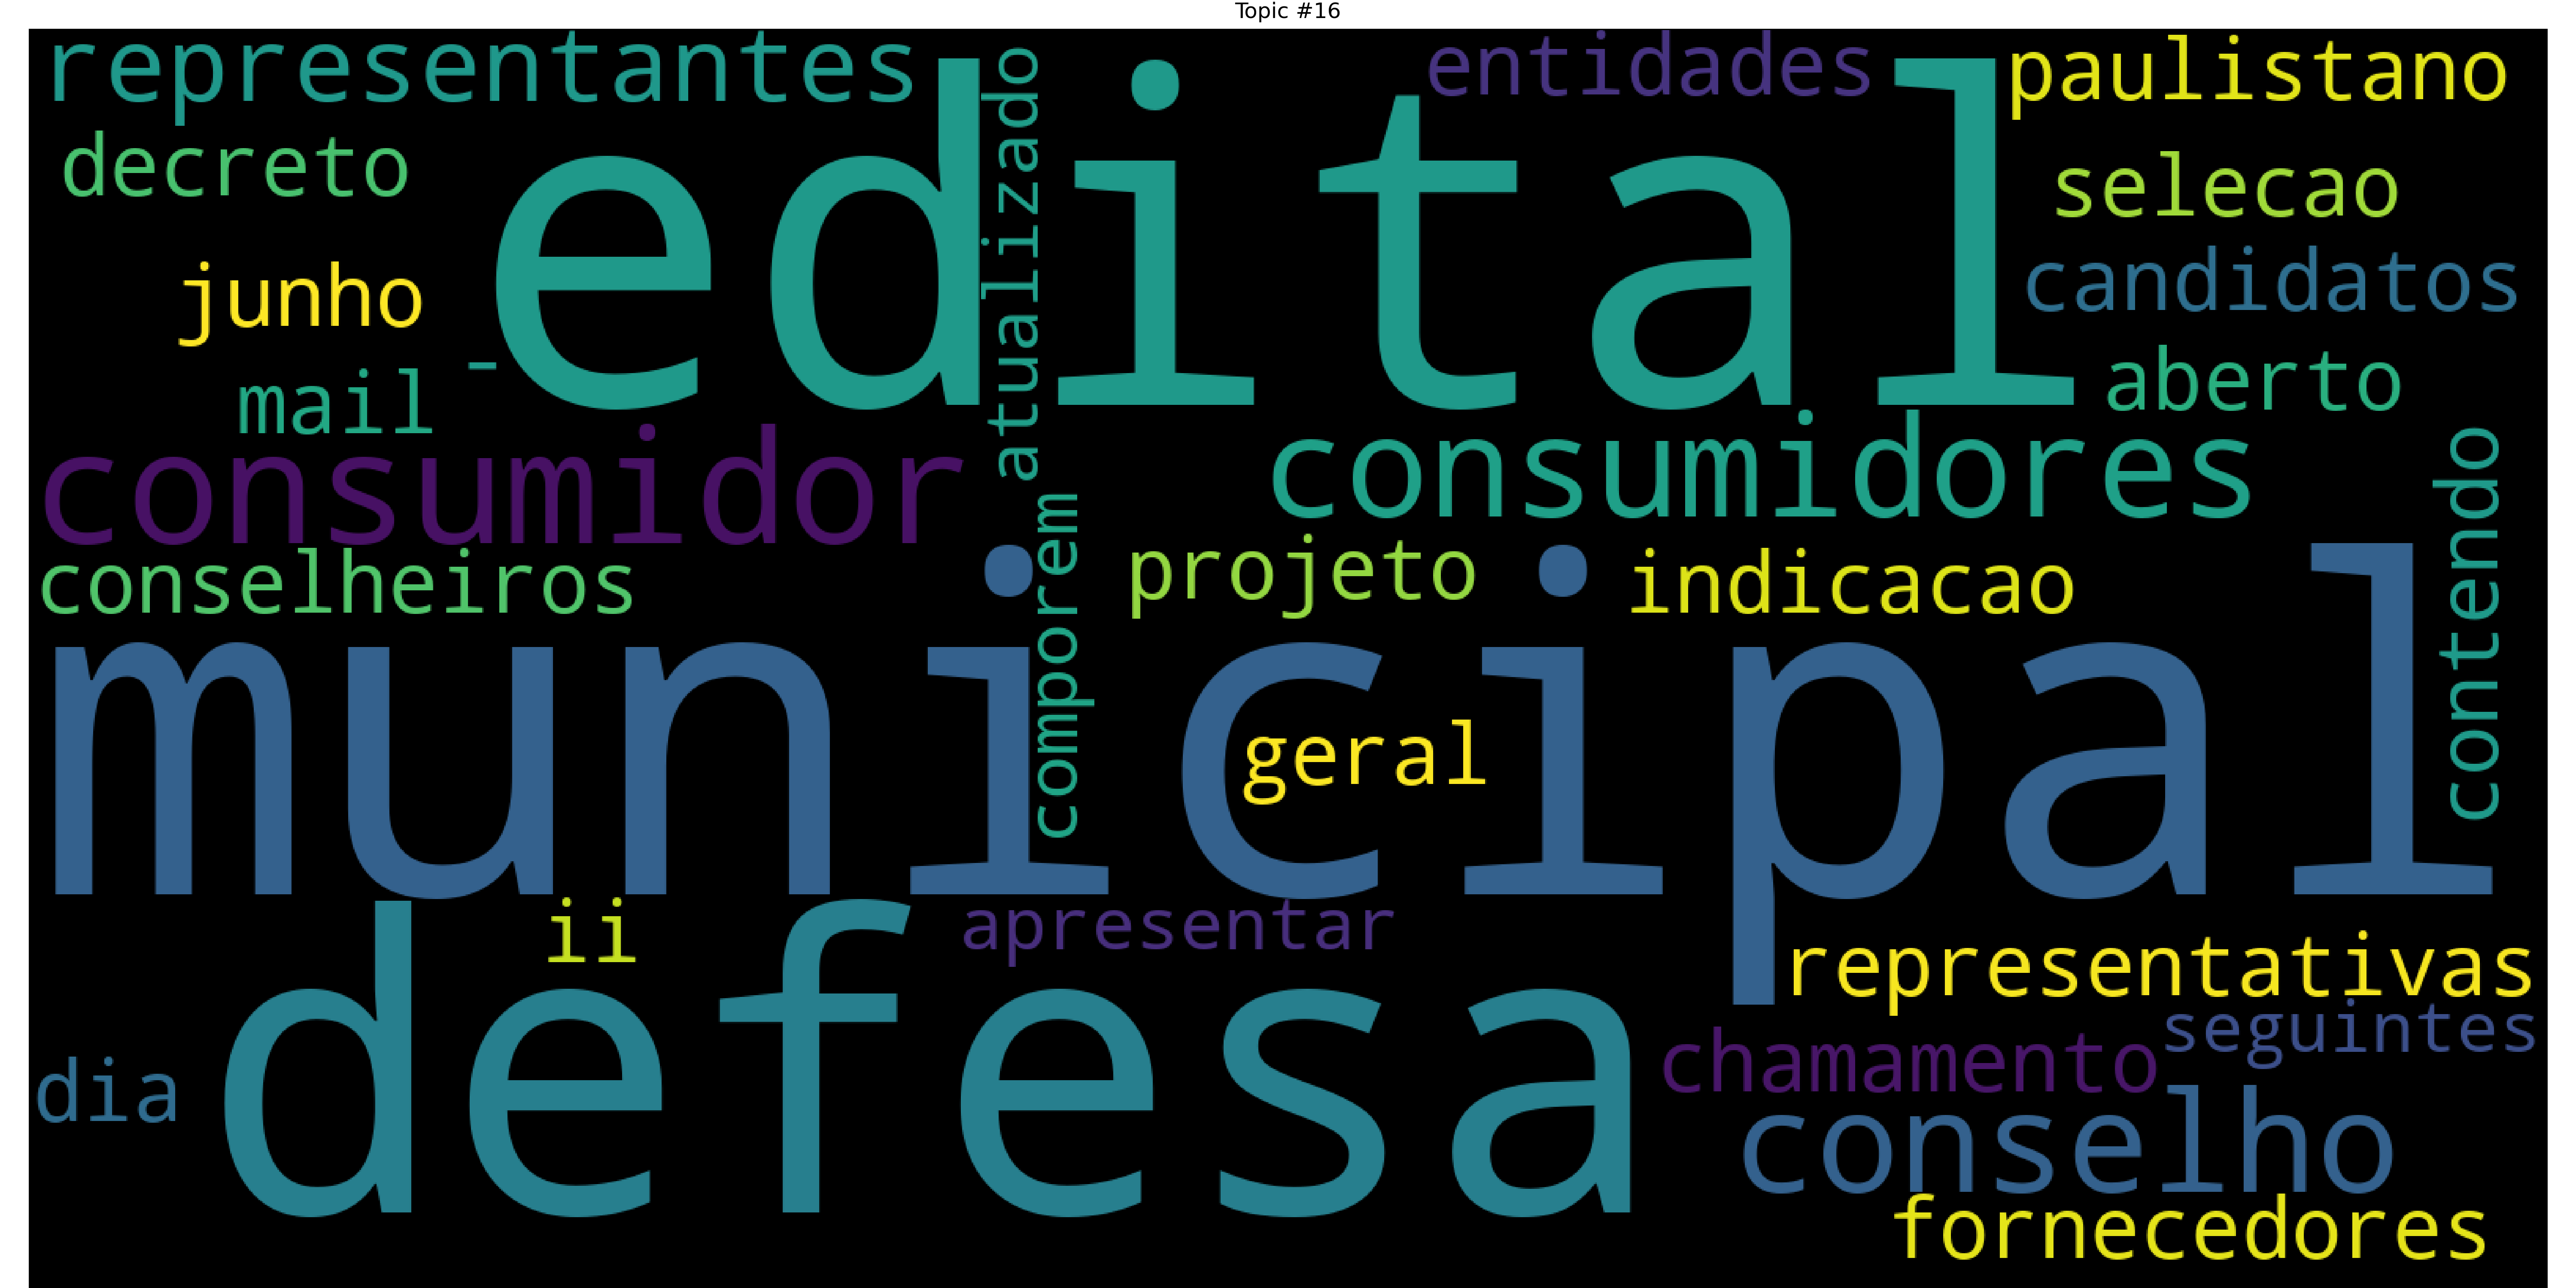 Topic #16
representantes
entidades
paulistano
decreto
edital
atualizado
selecao
junho
candidatos
-
mail
aberto
consumidor
consumidores
contendo
conselheiros
comporem
projeto
indicacao
municipal
geral
ii
apresentar
representativas
defesa
seguintes
chamamento
dia
conselho
fornecedores